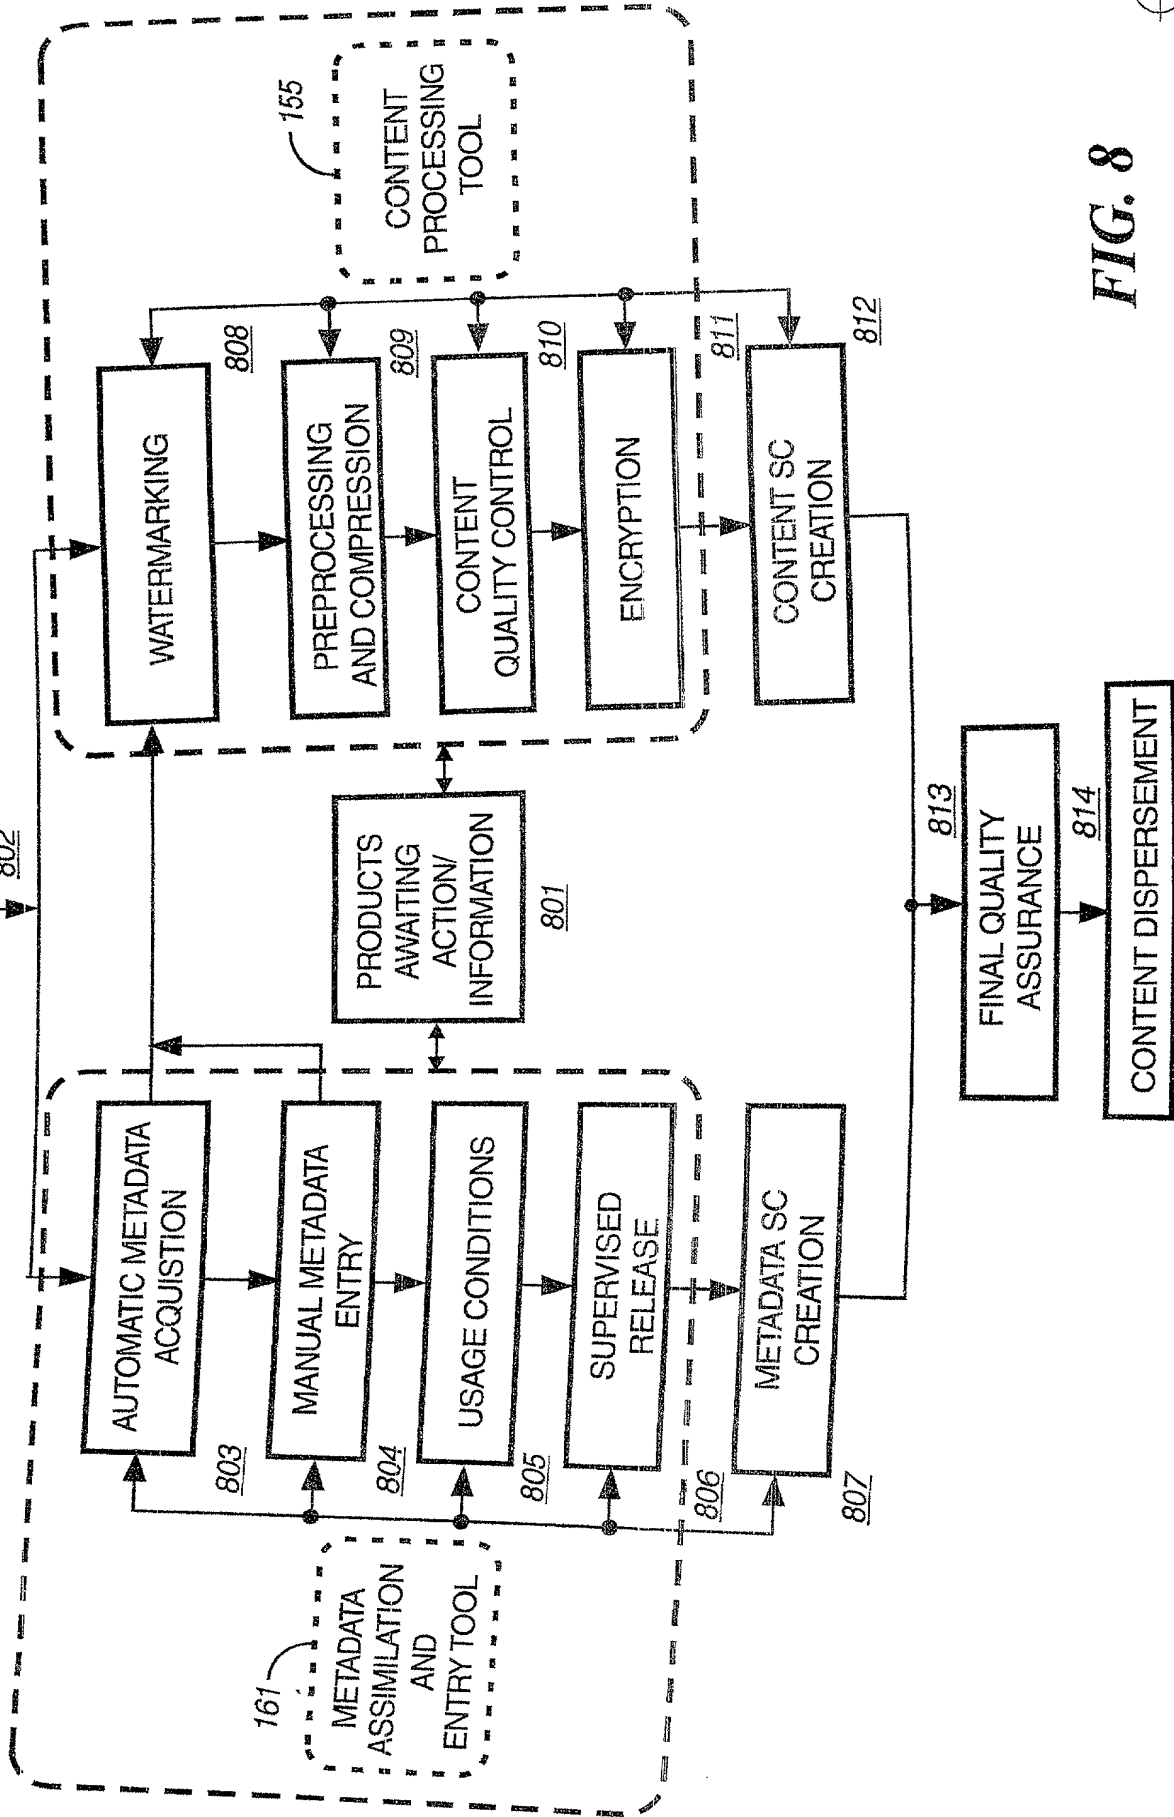 802
161
METADATA
ASSIMILATION
AND
ENTRY TOOL
AUTOMATIC METADATA
ACQUISTION
803
MANUAL METADATA
ENTRY
804
USAGE CONDITIONS
805
SUPERVISED
RELEASE
806
METADATA SC
CREATION
807
PRODUCTS
AWAITING
ACTION/
INFORMATION
801
WATERMARKING
808
PREPROCESSING
AND COMPRESSION
809
CONTENT
QUALITY CONTROL
810
ENCRYPTION
811
CONTENT SC
CREATION
812
155
CONTENT
PROCESSING
TOOL
813
FINAL QUALITY
ASSURANCE
814
CONTENT DISPERSEMENT
FIG. 8